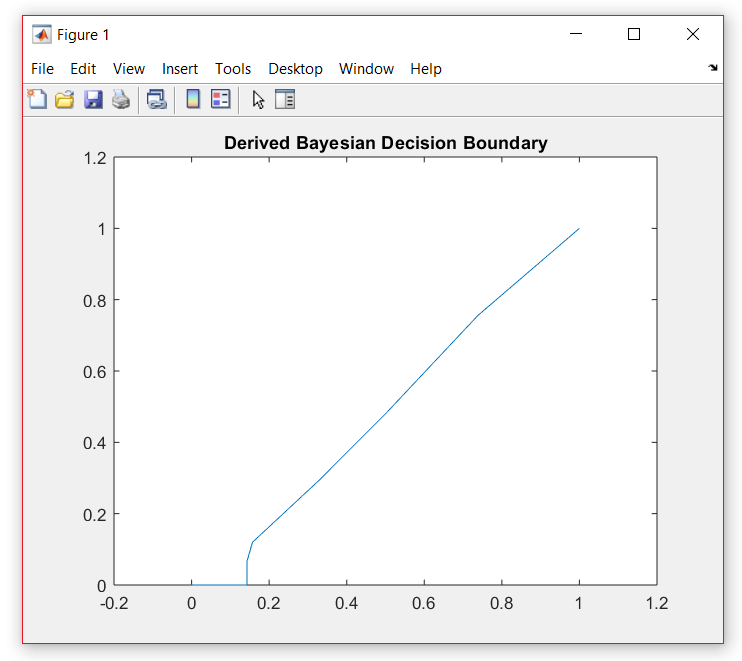 Figure 1
File Edit View Insert Tools Desktop Window Help
Derived Bayesian Decision Boundary
1.2
1
0.8
0.6
0.4
0.2
0
-0.2 0 0.2 0.4 0.6 0.8 1 1.2